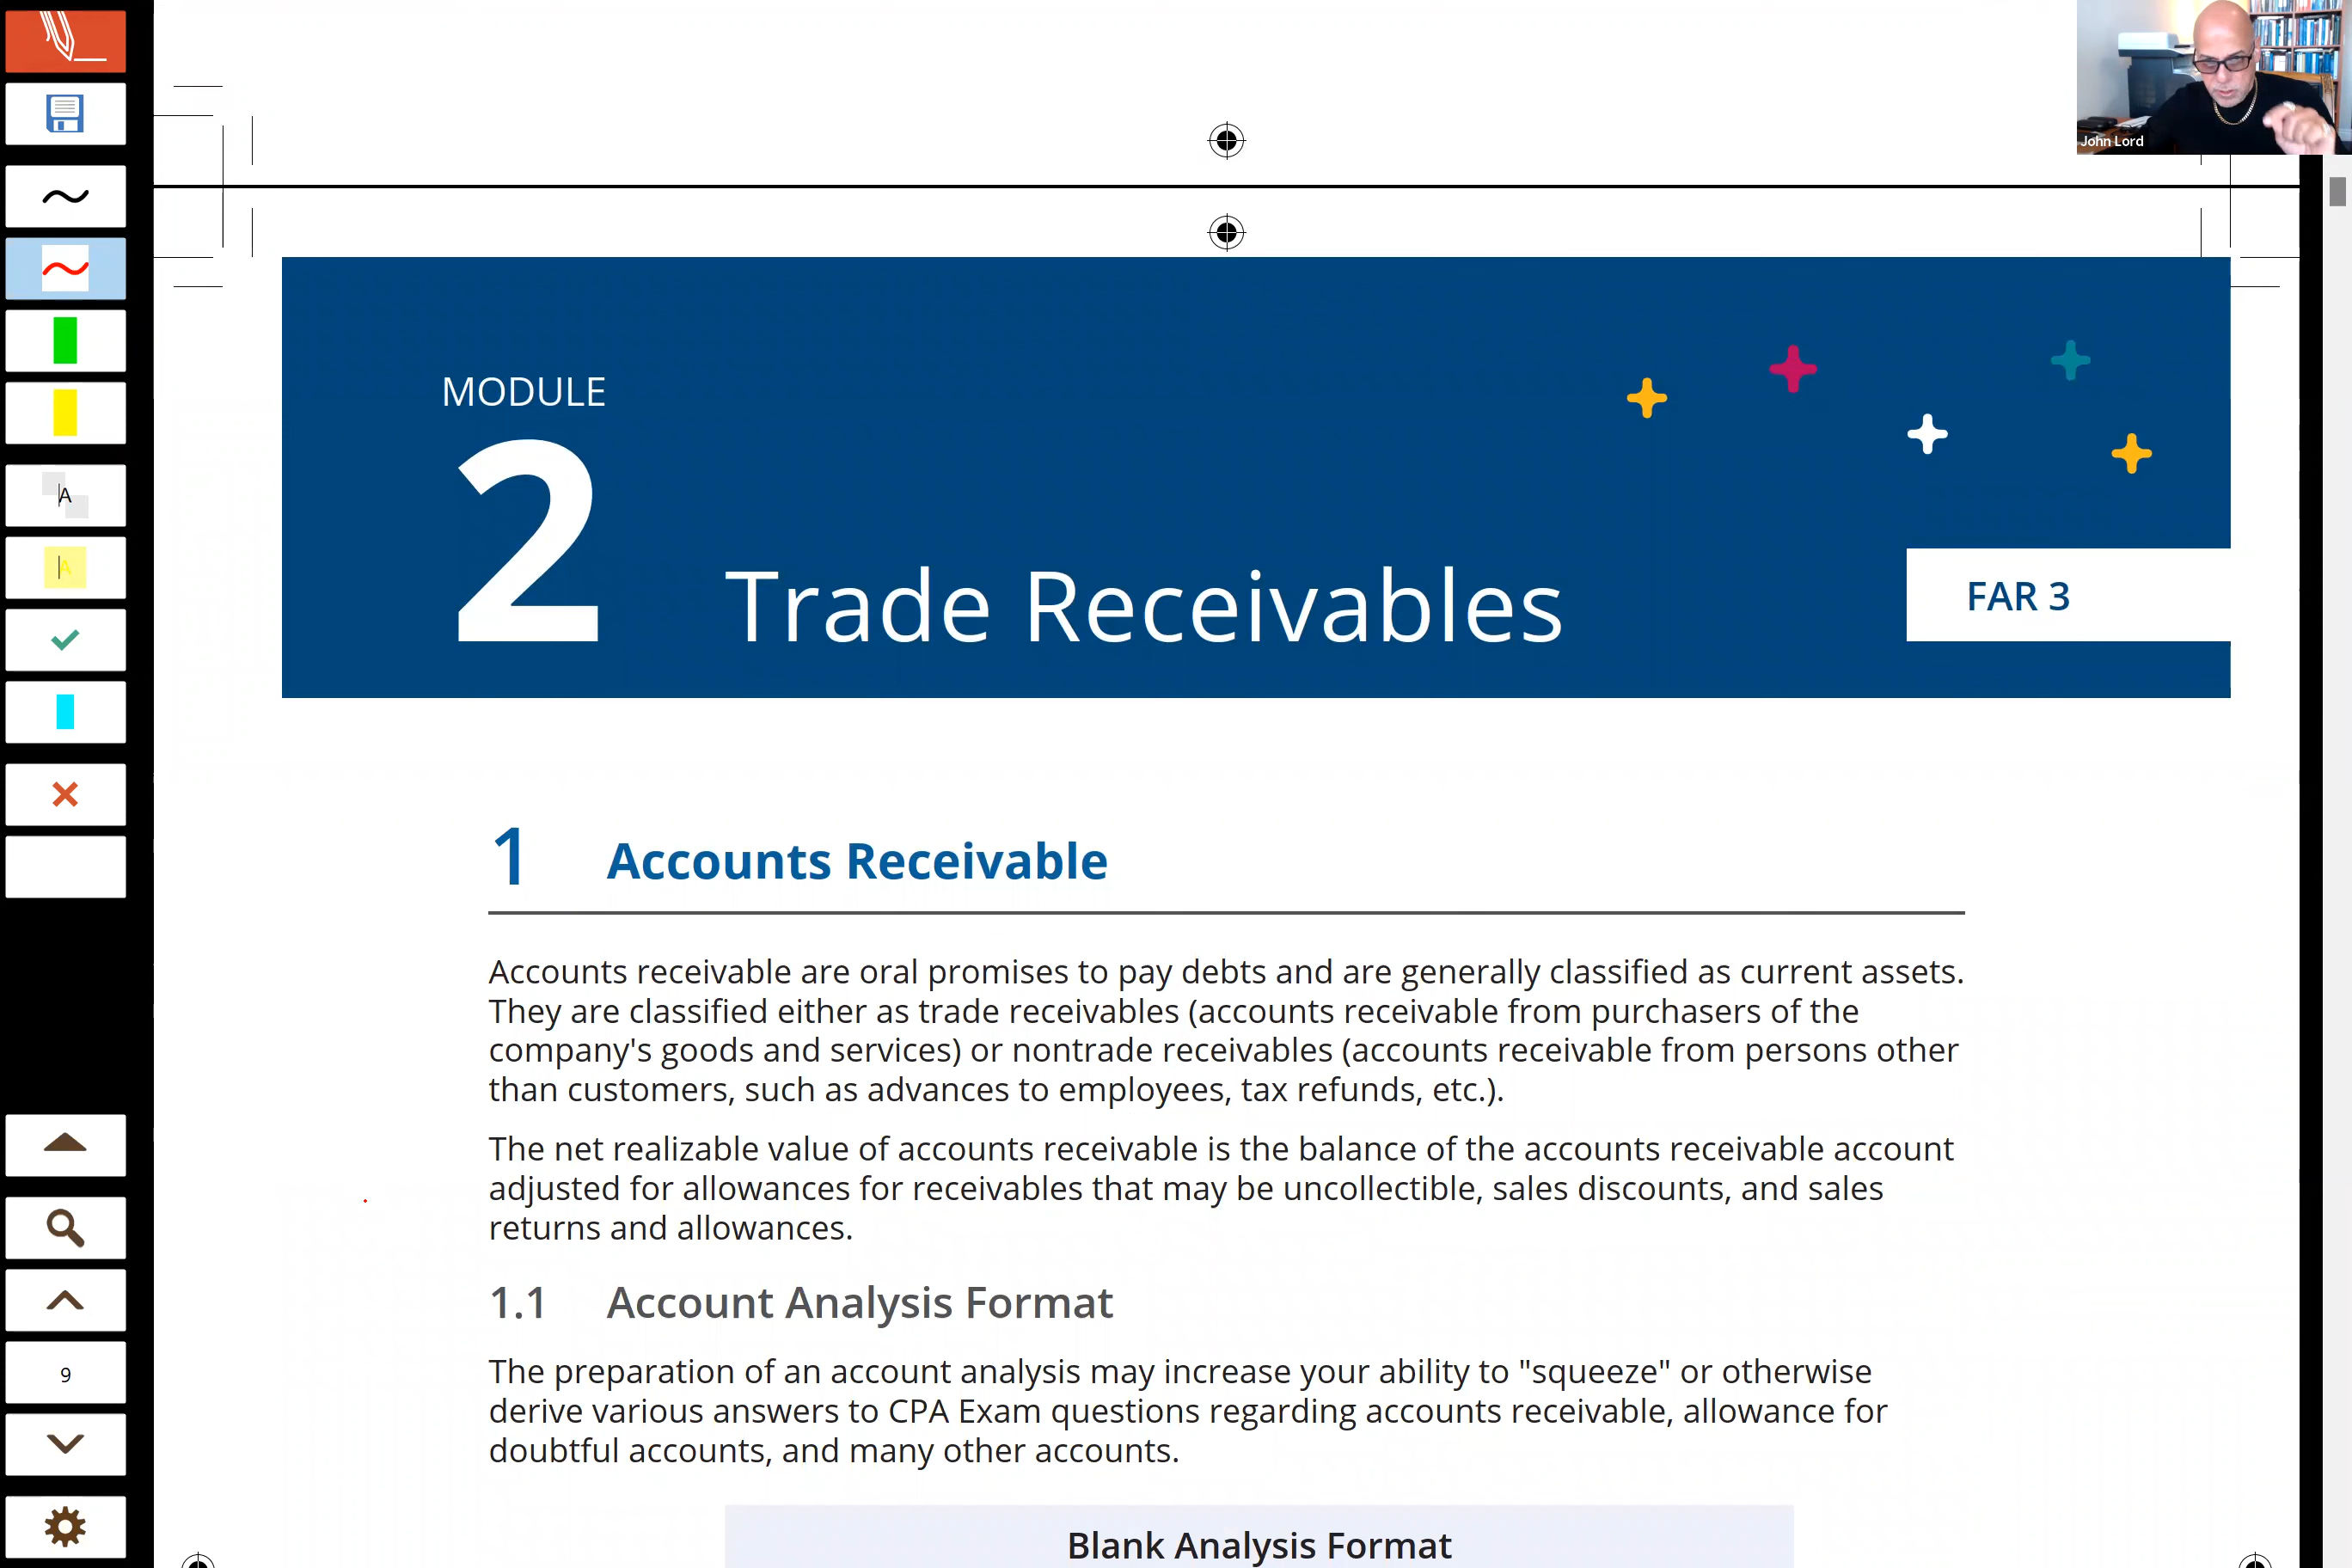 John Lord
MODULE
2
Trade Receivables
FAR 3
1 Accounts Receivable
Accounts receivable are oral promises to pay debts and are generally classified as current assets.
They are classified either as trade receivables (accounts receivable from purchasers of the
company's goods and services) or nontrade receivables (accounts receivable from persons other
than customers, such as advances to employees, tax refunds, etc.).
The net realizable value of accounts receivable is the balance of the accounts receivable account
adjusted for allowances for receivables that may be uncollectible, sales discounts, and sales
returns and allowances.
1.1 Account Analysis Format
The preparation of an account analysis may increase your ability to "squeeze" or otherwise
derive various answers to CPA Exam questions regarding accounts receivable, allowance for
doubtful accounts, and many other accounts.
Blank Analysis Format
A
A
9